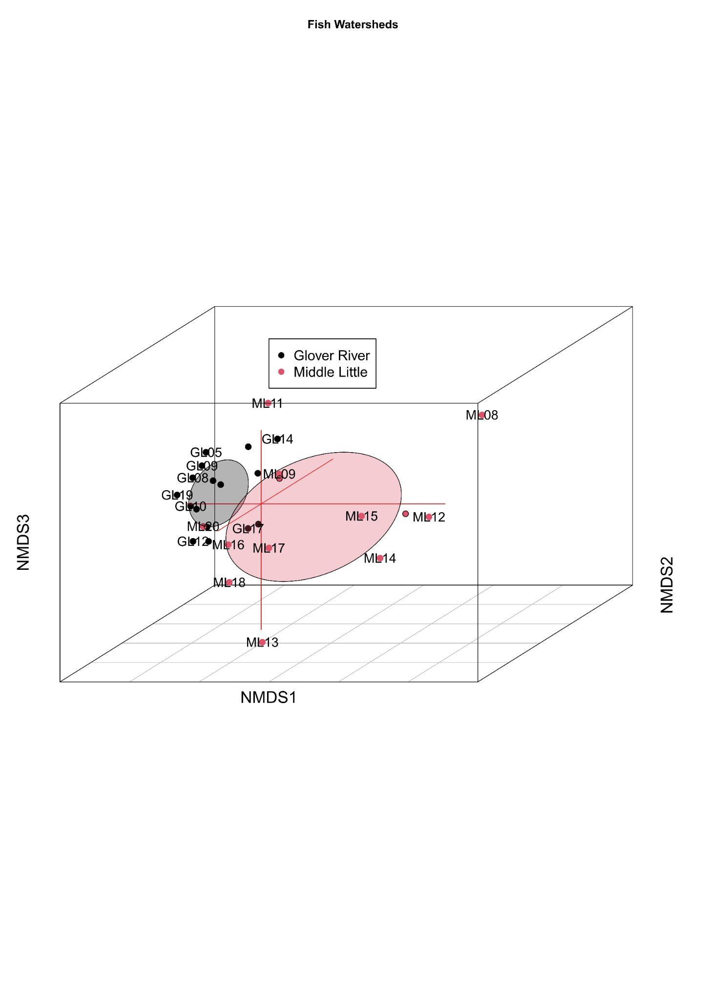 Fish Watersheds
Glover River
Middle Little
ML11
ML08
GL14
GL05
GL09
ML09
GL08
GL19
GL10
ML15
ML12
ML20
GL17
GL12
ML16
ML17
ML14
ML18
ML13
NMDS3
NMDS2
NMDS1